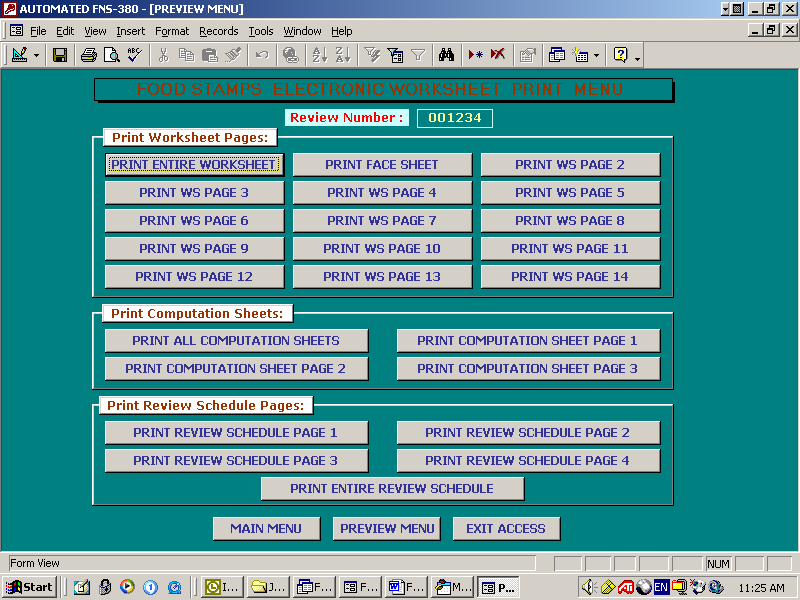 AUTOMATED FNS-380 - [PREVIEW MENU]
File Edit View Insert Format Records Tools Window Help
FOOD STAMPS ELECTRONIC WORKSHEET PRINT MENU
Review Number : 001234
Print Worksheet Pages:
PRINT ENTIRE WORKSHEET PRINT FACE SHEET PRINT WS PAGE 2
PRINT WS PAGE 3 PRINT WS PAGE 4 PRINT WS PAGE 5
PRINT WS PAGE 6 PRINT WS PAGE 7 PRINT WS PAGE 8
PRINT WS PAGE 9 PRINT WS PAGE 10 PRINT WS PAGE 11
PRINT WS PAGE 12 PRINT WS PAGE 13 PRINT WS PAGE 14
Print Computation Sheets:
PRINT ALL COMPUTATION SHEETS PRINT COMPUTATION SHEET PAGE 1
PRINT COMPUTATION SHEET PAGE 2 PRINT COMPUTATION SHEET PAGE 3
Print Review Schedule Pages:
PRINT REVIEW SCHEDULE PAGE 1 PRINT REVIEW SCHEDULE PAGE 2
PRINT REVIEW SCHEDULE PAGE 3 PRINT REVIEW SCHEDULE PAGE 4
PRINT ENTIRE REVIEW SCHEDULE
MAIN MENU PREVIEW MENU EXIT ACCESS
Form View NUM
Start I... J... F... F... F... M... P... EN 11:25 AM